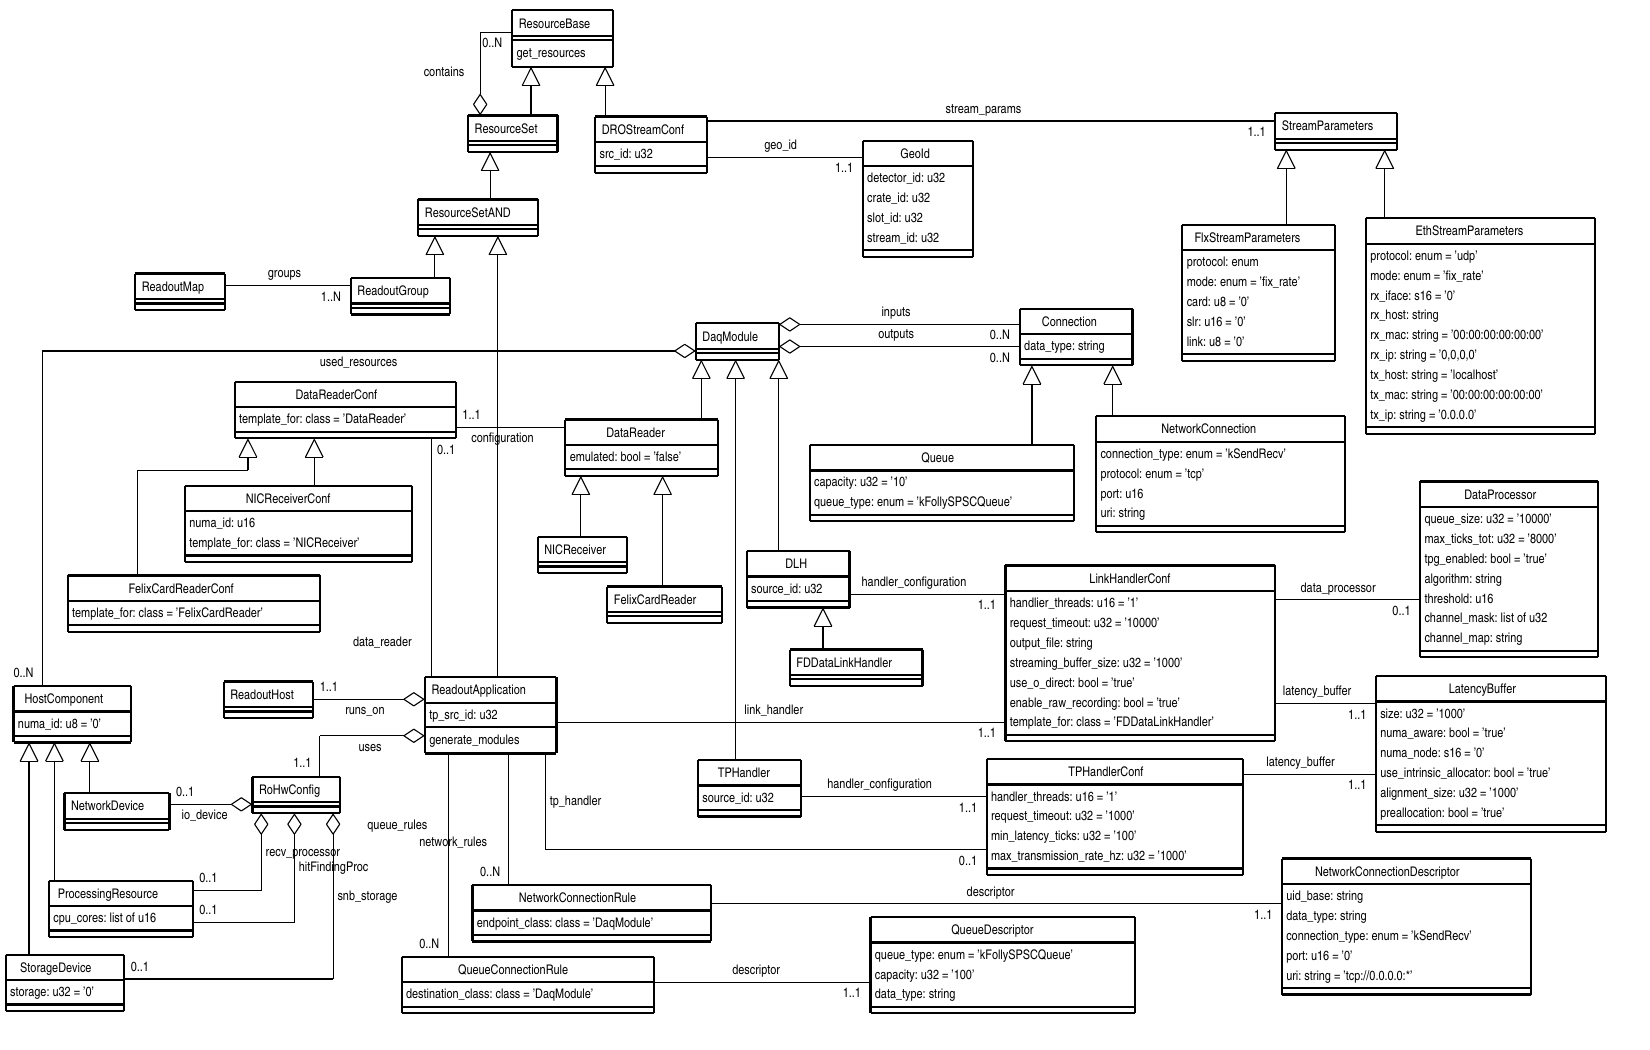 ResourceBase
0..N
get_resources
contains
ResourceSet
DROStreamConf
src_id: u32
stream_params
1..1
StreamParameters
geo_id
1..1
GeoId
detector_id: u32
crate_id: u32
slot_id: u32
stream_id: u32
ResourceSetAND
FlxStreamParameters
protocol: enum
mode: enum = 'fix_rate'
card: u8 = '0'
slr: u16 = '0'
link: u8 = '0'
EthStreamParameters
protocol: enum = 'udp'
mode: enum = 'fix_rate'
rx_iface: s16 = '0'
rx_host: string
rx_mac: string = '00:00:00:00:00:00'
rx_ip: string = '0,0,0,0'
tx_host: string = 'localhost'
tx_mac: string = '00:00:00:00:00:00'
tx_ip: string = '0.0.0.0'
ReadoutMap
groups
1..N
ReadoutGroup
DaqModule
inputs
0..N
outputs
0..N
Connection
data_type: string
used_resources
DataReaderConf
template_for: class = 'DataReader'
1..1
configuration
0..1
DataReader
emulated: bool = 'false'
Queue
capacity: u32 = '10'
queue_type: enum = 'kFollySPSCQueue'
NetworkConnection
connection_type: enum = 'kSendRecv'
protocol: enum = 'tcp'
port: u16
uri: string
NICReceiverConf
numa_id: u16
template_for: class = 'NICReceiver'
DataProcessor
queue_size: u32 = '10000'
max_ticks_tot: u32 = '8000'
tpg_enabled: bool = 'true'
algorithm: string
threshold: u16
channel_mask: list of u32
channel_map: string
NICReceiver
FelixCardReaderConf
template_for: class = 'FelixCardReader'
FelixCardReader
DLH
source_id: u32
handler_configuration
1..1
LinkHandlerConf
handlier_threads: u16 = '1'
request_timeout: u32 = '10000'
output_file: string
streaming_buffer_size: u32 = '1000'
use_o_direct: bool = 'true'
enable_raw_recording: bool = 'true'
template_for: class = 'FDDataLinkHandler'
data_processor
0..1
FDDataLinkHandler
data_reader
0..N
HostComponent
numa_id: u8 = '0'
ReadoutHost
1..1
runs_on
ReadoutApplication
tp_src_id: u32
generate_modules
link_handler
1..1
latency_buffer
1..1
LatencyBuffer
size: u32 = '1000'
numa_aware: bool = 'true'
numa_node: s16 = '0'
use_intrinsic_allocator: bool = 'true'
alignment_size: u32 = '1000'
preallocation: bool = 'true'
uses
1..1
RoHwConfig
NetworkDevice
0..1
io_device
TPHandler
source_id: u32
handler_configuration
1..1
TPHandlerConf
handler_threads: u16 = '1'
request_timeout: u32 = '1000'
min_latency_ticks: u32 = '100'
max_transmission_rate_hz: u32 = '1000'
latency_buffer
1..1
tp_handler
0..1
queue_rules
network_rules
recv_processor
hitFindingProc
snb_storage
ProcessingResource
cpu_cores: list of u16
0..1
0..1
0..N
NetworkConnectionRule
endpoint_class: class = 'DaqModule'
descriptor
1..1
NetworkConnectionDescriptor
uid_base: string
data_type: string
connection_type: enum = 'kSendRecv'
port: u16 = '0'
uri: string = 'tcp://0.0.0.0:*'
StorageDevice
storage: u32 = '0'
0..1
0..N
QueueConnectionRule
destination_class: class = 'DaqModule'
descriptor
1..1
QueueDescriptor
queue_type: enum = 'kFollySPSCQueue'
capacity: u32 = '100'
data_type: string